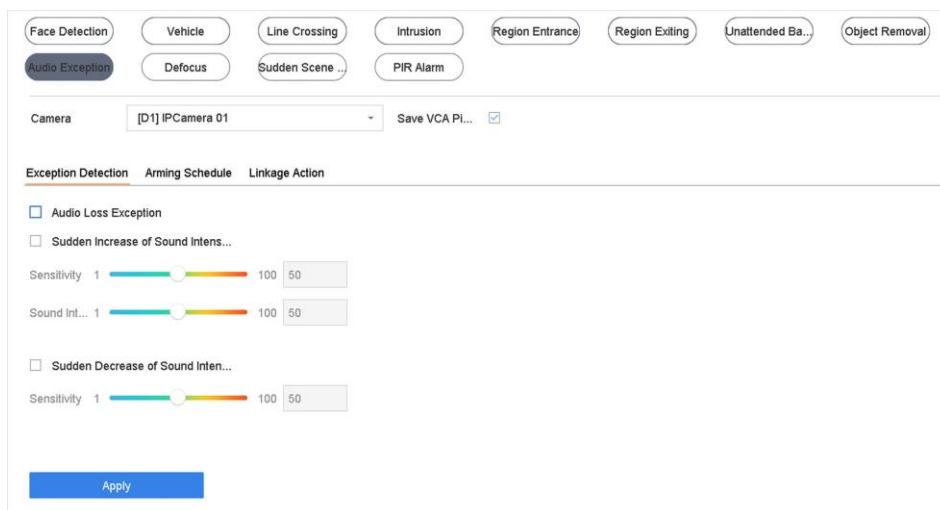 Face Detection Vehicle Line Crossing Intrusion Region Entrance Region Exiting Unattended Ba... Object Removal
Audio Exception Defocus Sudden Scene ... PIR Alarm
Camera [D1] IPCamera 01 Save VCA Pi...
Exception Detection Arming Schedule Linkage Action
Audio Loss Exception
Sudden Increase of Sound Intens...
Sensitivity 1 100 50
Sound Int... 1 100 50
Sudden Decrease of Sound Inten...
Sensitivity 1 100 50
Apply